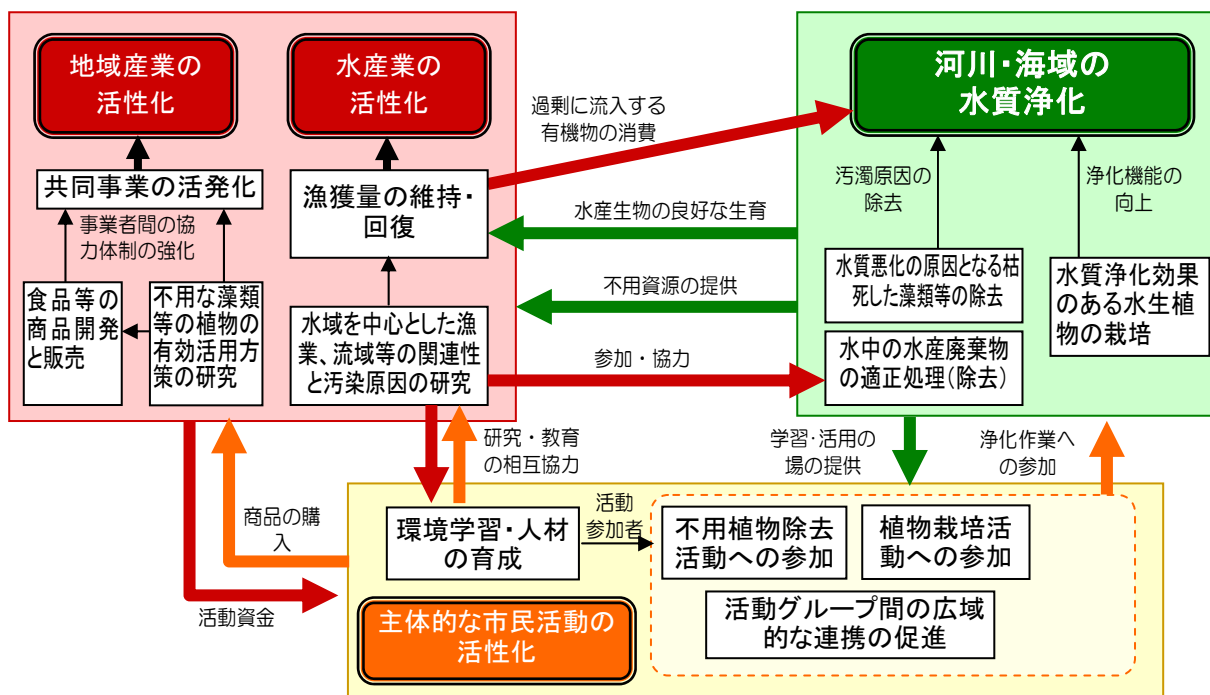 地域産業の
活性化
水産業の
活性化
河川・海域の
水質浄化
過剰に流入する
有機物の消費
共同事業の活発化
漁獲量の維持・
回復
汚濁原因の
除去
浄化機能の
向上
事業者間の協
力体制の強化
水産生物の良好な生育
水質悪化の原因となる枯
死した藻類等の除去
水質浄化効果
のある水生植
物の栽培
不用資源の提供
食品等の
商品開発
と販売
不用な藻類
等の植物の
有効活用方
策の研究
水域を中心とした漁
業、流域等の関連性
と汚染原因の研究
参加・協力
水中の水産廃棄物
の適正処理(除去)
研究・教育
の相互協力
学習・活用の
場の提供
浄化作業へ
の参加
商品の購
入
環境学習・人材
の育成
活動
参加者
不用植物除去
活動への参加
植物栽培活
動への参加
活動資金
主体的な市民活動の
活性化
活動グループ間の広域
的な連携の促進